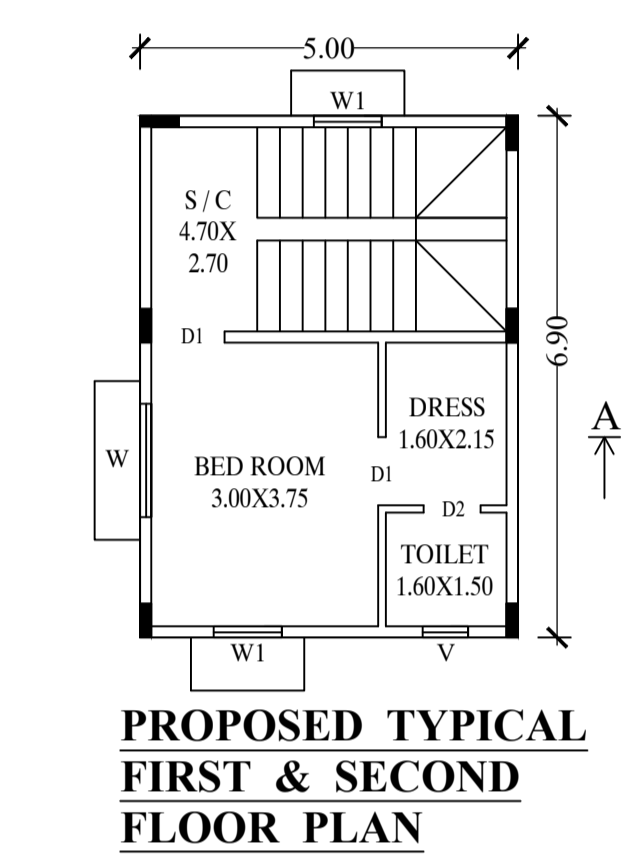 5.00
W1
S / C
4.70X
2.70
D1
6.90
A
DRESS
1.60X2.15
W
BED ROOM
3.00X3.75
D1
D2
TOILET
1.60X1.50
W1
V
PROPOSED TYPICAL
FIRST & SECOND
FLOOR PLAN